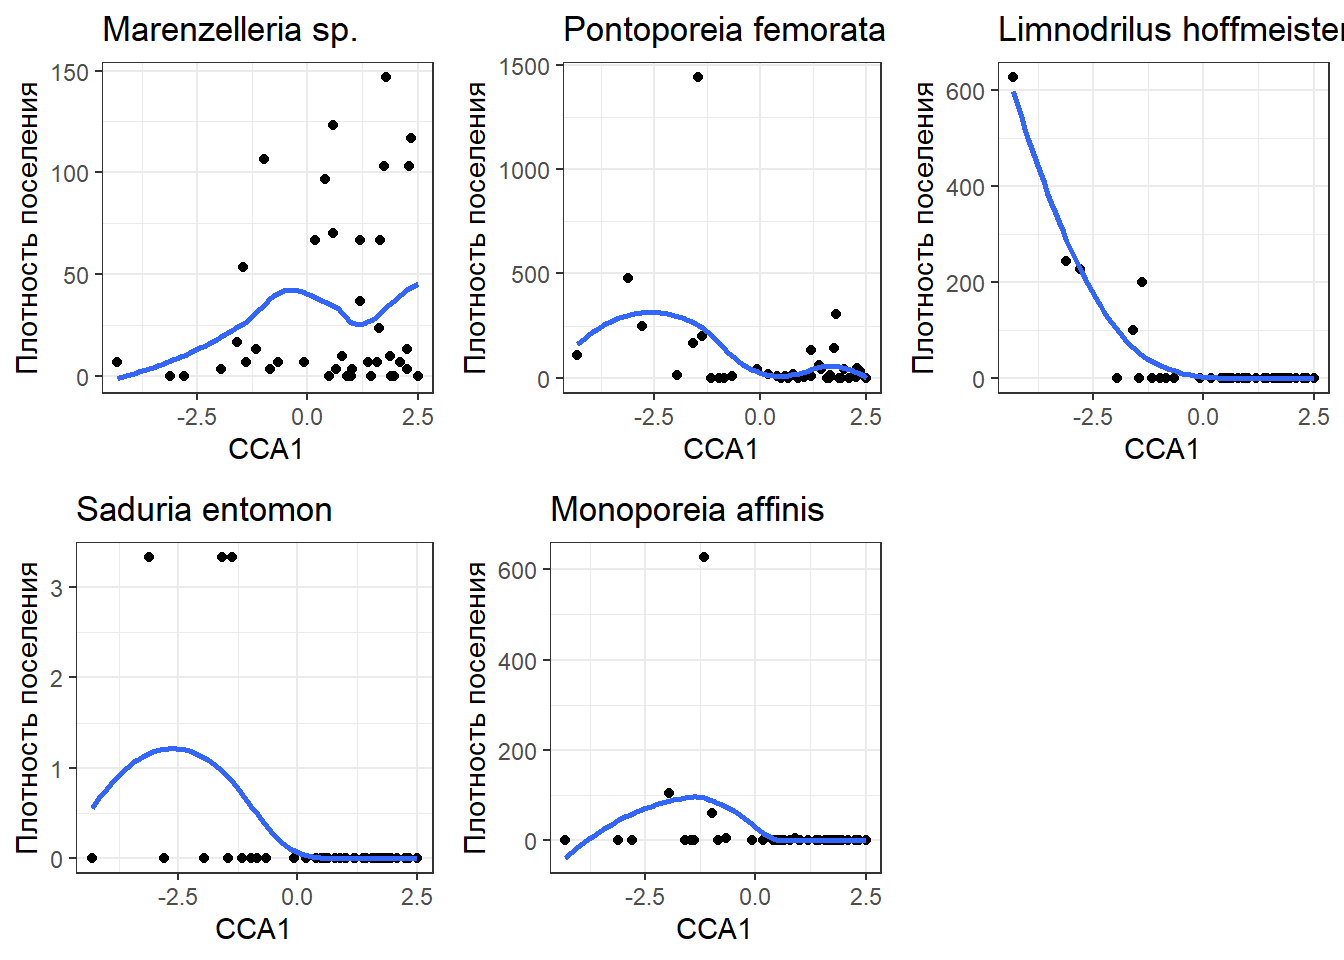 Marenzelleria sp.
Pontoporeia femorata
Limnodrilus hoffmeister
Плотность поселения
150
100
50
0
-2.5
0.0
2.5
CCA1
Плотность поселения
1500
1000
500
0
-2.5
0.0
2.5
CCA1
Плотность поселения
600
400
200
0
-2.5
0.0
2.5
CCA1
Saduria entomon
Monoporeia affinis
Плотность поселения
3
2
1
0
-2.5
0.0
2.5
CCA1
Плотность поселения
600
400
200
0
-2.5
0.0
2.5
CCA1